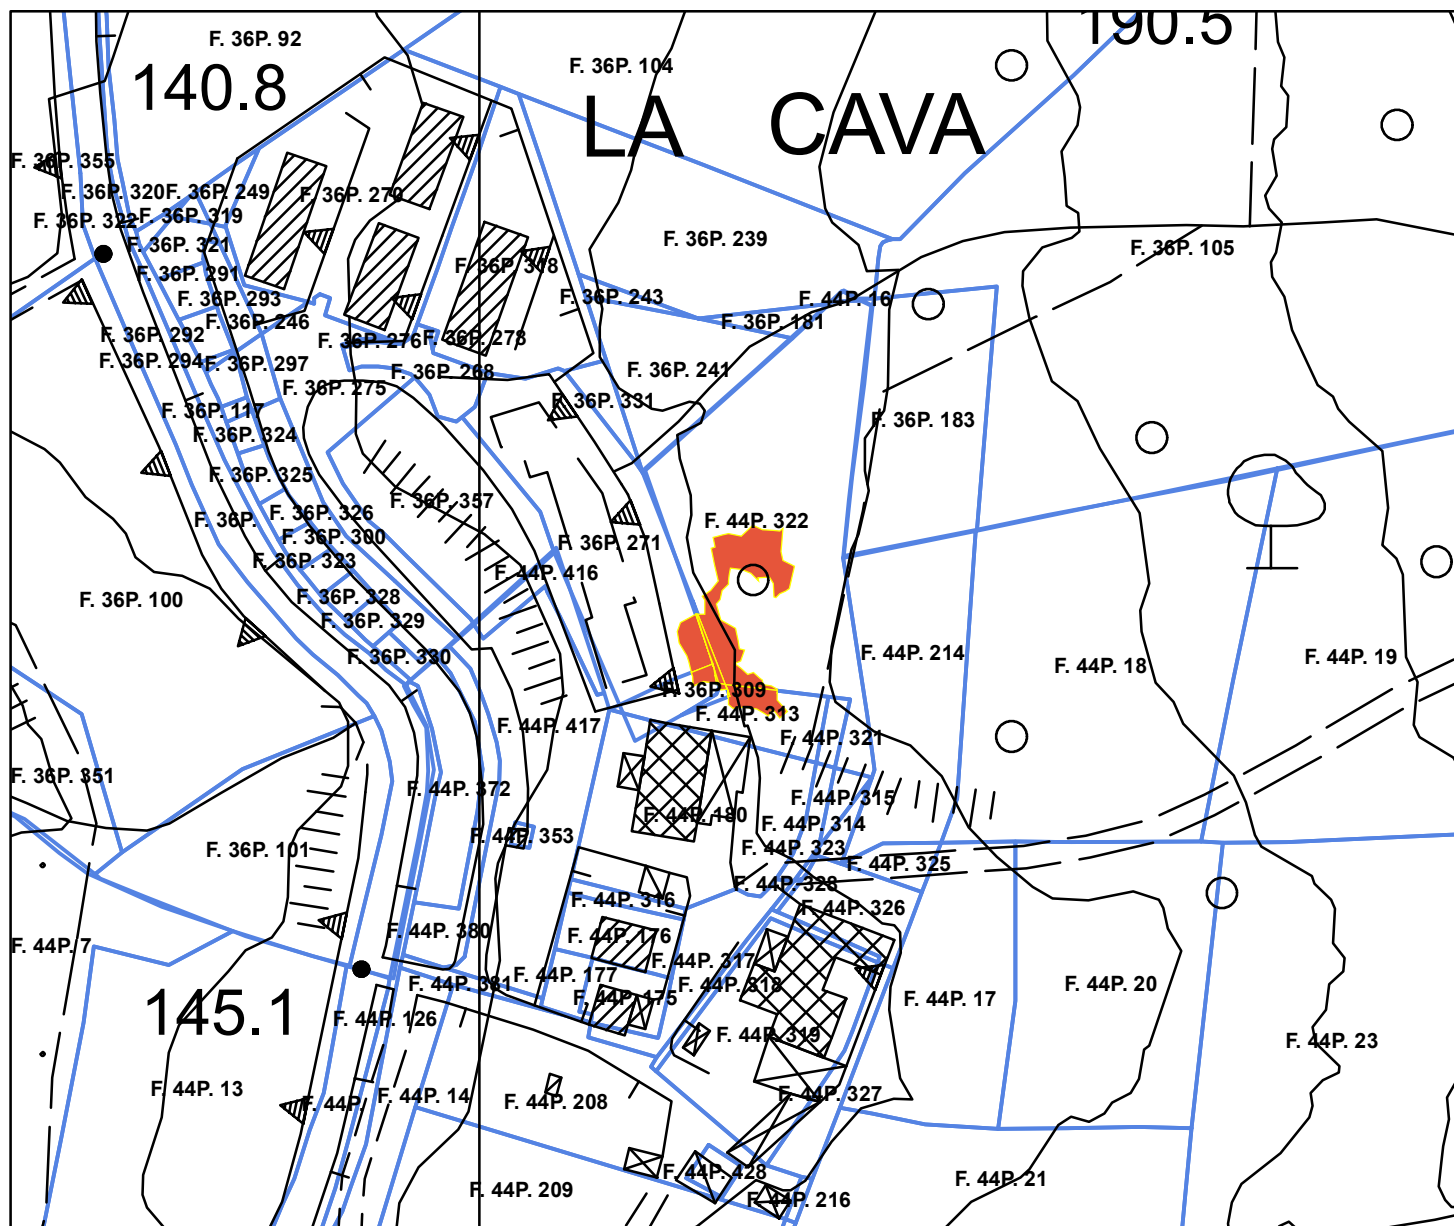 190.5
F. 36P. 92
F. 36P. 104
140.8
LA CAVA
F. 36P. 355
F. 36P. 320
F. 36P. 249
F. 36P. 270
F. 36P. 322
F. 36P. 319
F. 36P. 321
F. 36P. 239
F. 36P. 105
F. 36P. 291
F. 36P. 318
F. 36P. 293
F. 36P. 243
F. 44P. 16
F. 36P. 246
F. 36P. 181
F. 36P. 292
F. 36P. 276
F. 36P. 278
F. 36P. 294
F. 36P. 297
F. 36P. 268
F. 36P. 241
F. 36P. 275
F. 36P. 331
F. 36P. 117
F. 36P. 183
F. 36P. 324
F. 36P. 325
F. 36P. 357
F. 36P.
F. 36P. 326
F. 44P. 322
F. 36P. 300
F. 36P. 271
F. 36P. 323
F. 44P. 416
F. 36P. 100
F. 36P. 328
F. 36P. 329
F. 36P. 330
F. 44P. 214
F. 44P. 18
F. 44P. 19
F. 36P. 309
F. 44P. 417
F. 44P. 313
F. 44P. 321
F. 36P. 351
F. 44P. 372
F. 44P. 315
F. 44P. 180
F. 44P. 314
F. 44P. 353
F. 36P. 101
F. 44P. 323
F. 44P. 325
F. 44P. 328
F. 44P. 316
F. 44P. 326
F. 44P. 7
F. 44P. 380
F. 44P. 176
F. 44P. 317
F. 44P. 177
F. 44P. 381
F. 44P. 318
F. 44P. 20
F. 44P. 175
F. 44P. 17
145.1
F. 44P. 126
F. 44P. 319
F. 44P. 23
F. 44P. 13
F. 44P. 14
F. 44P.
F. 44P. 208
F. 44P. 327
F. 44P. 428
F. 44P. 21
F. 44P. 209
F. 44P. 216